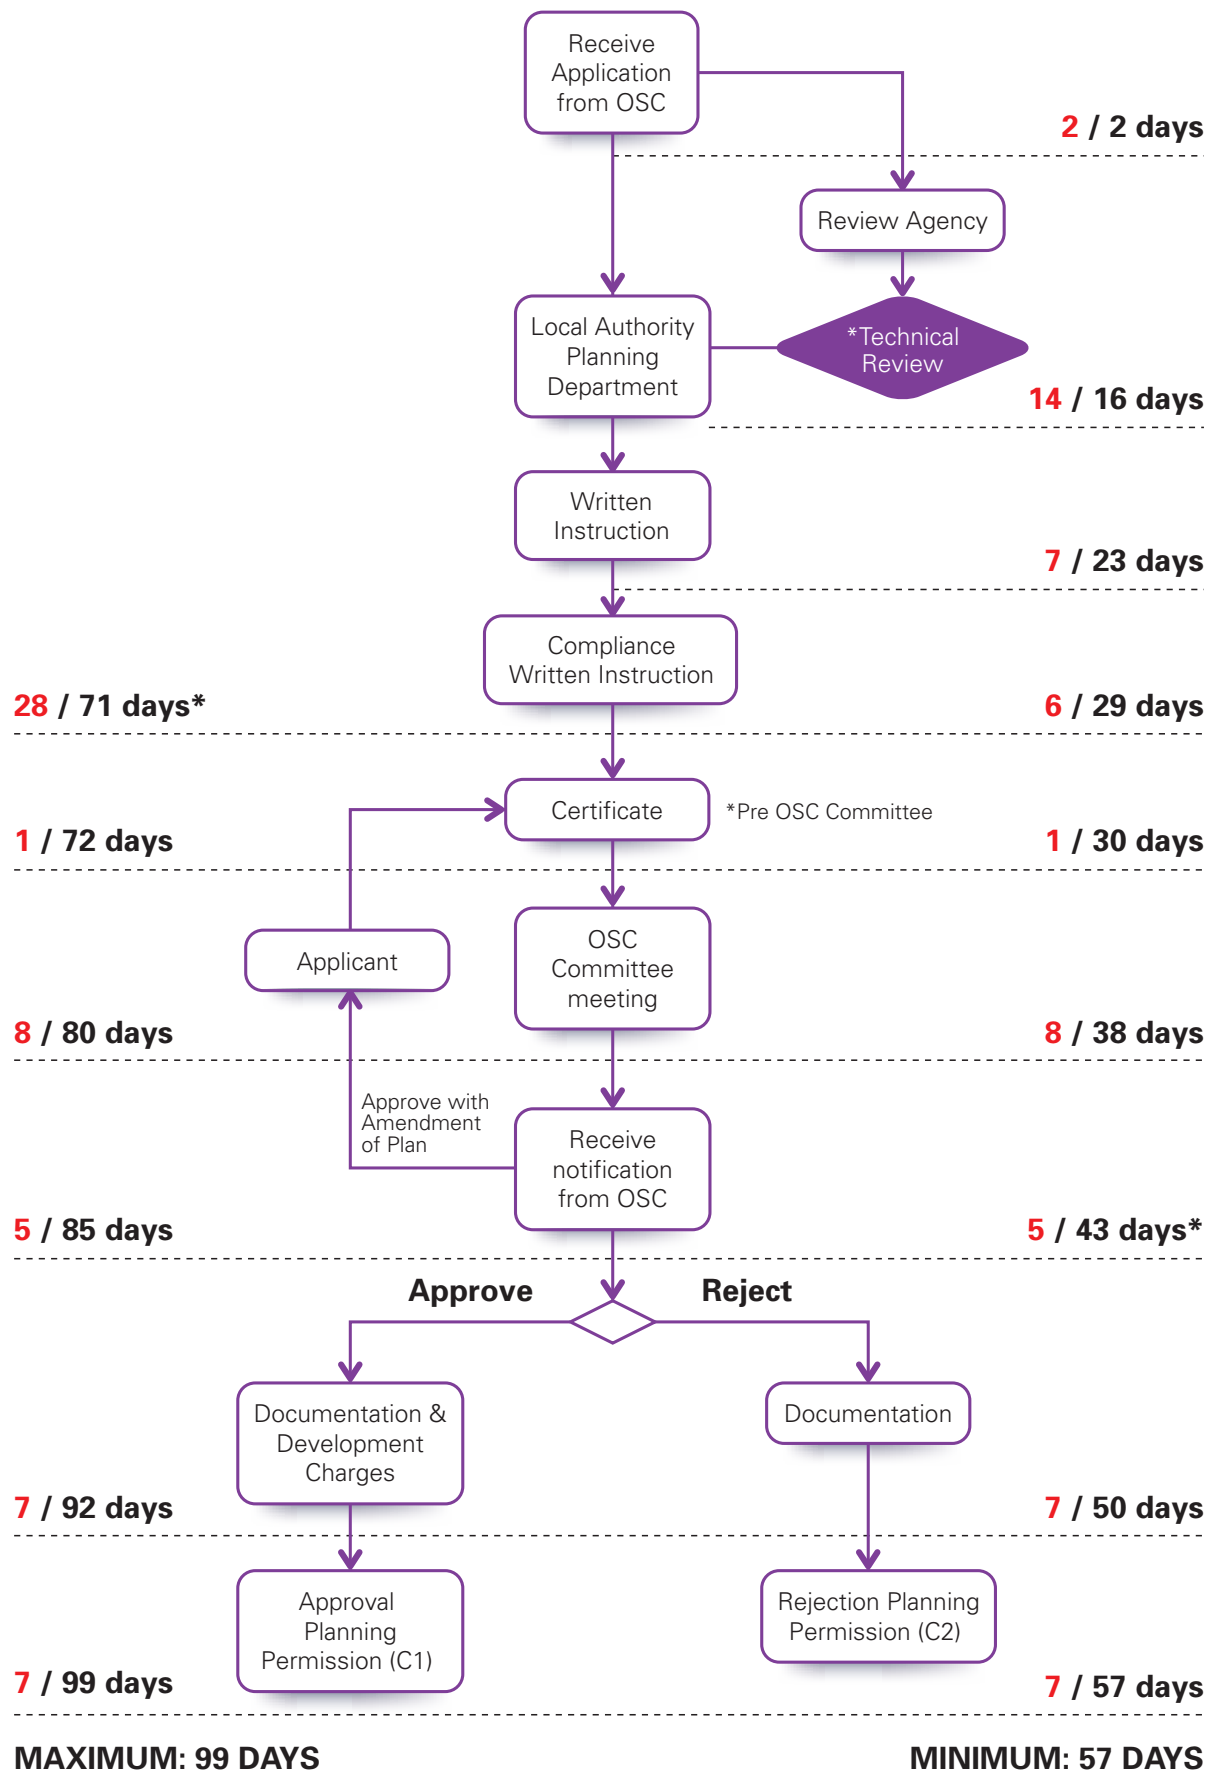 Receive
Application
from OSC
2 / 2 days
Review Agency
Local Authority
Planning
Department
*Technical
Review
14 / 16 days
Written
Instruction
7 / 23 days
Compliance
Written Instruction
28 / 71 days*
6 / 29 days
Certificate
*Pre OSC Committee
1 / 72 days
1 / 30 days
Applicant
OSC
Committee
meeting
8 / 80 days
8 / 38 days
Approve with
Amendment
of Plan
Receive
notification
from OSC
5 / 85 days
5 / 43 days*
Approve
Reject
Documentation &
Development
Charges
Documentation
7 / 92 days
7 / 50 days
Approval
Planning
Permission (C1)
Rejection Planning
Permission (C2)
7 / 99 days
7 / 57 days
MAXIMUM: 99 DAYS
MINIMUM: 57 DAYS